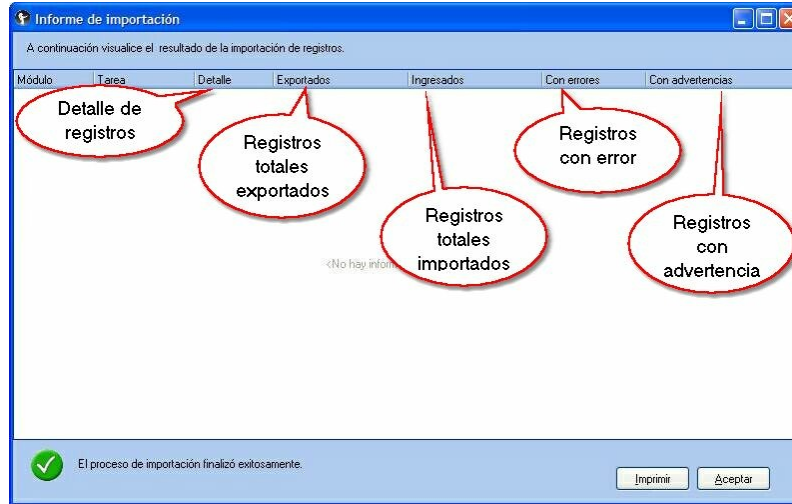 Informe de importación
A continuación visualice el resultado de la importación de registros.
Módulo Tarea Detalle Exportados Ingresados Con errores Con advertencias
Detalle de
registros
Registros
totales
exportados
Registros
con error
Registros
totales
importados
Registros
con
advertencia
<No hay
El proceso de importación finalizó exitosamente.
Imprimir Aceptar